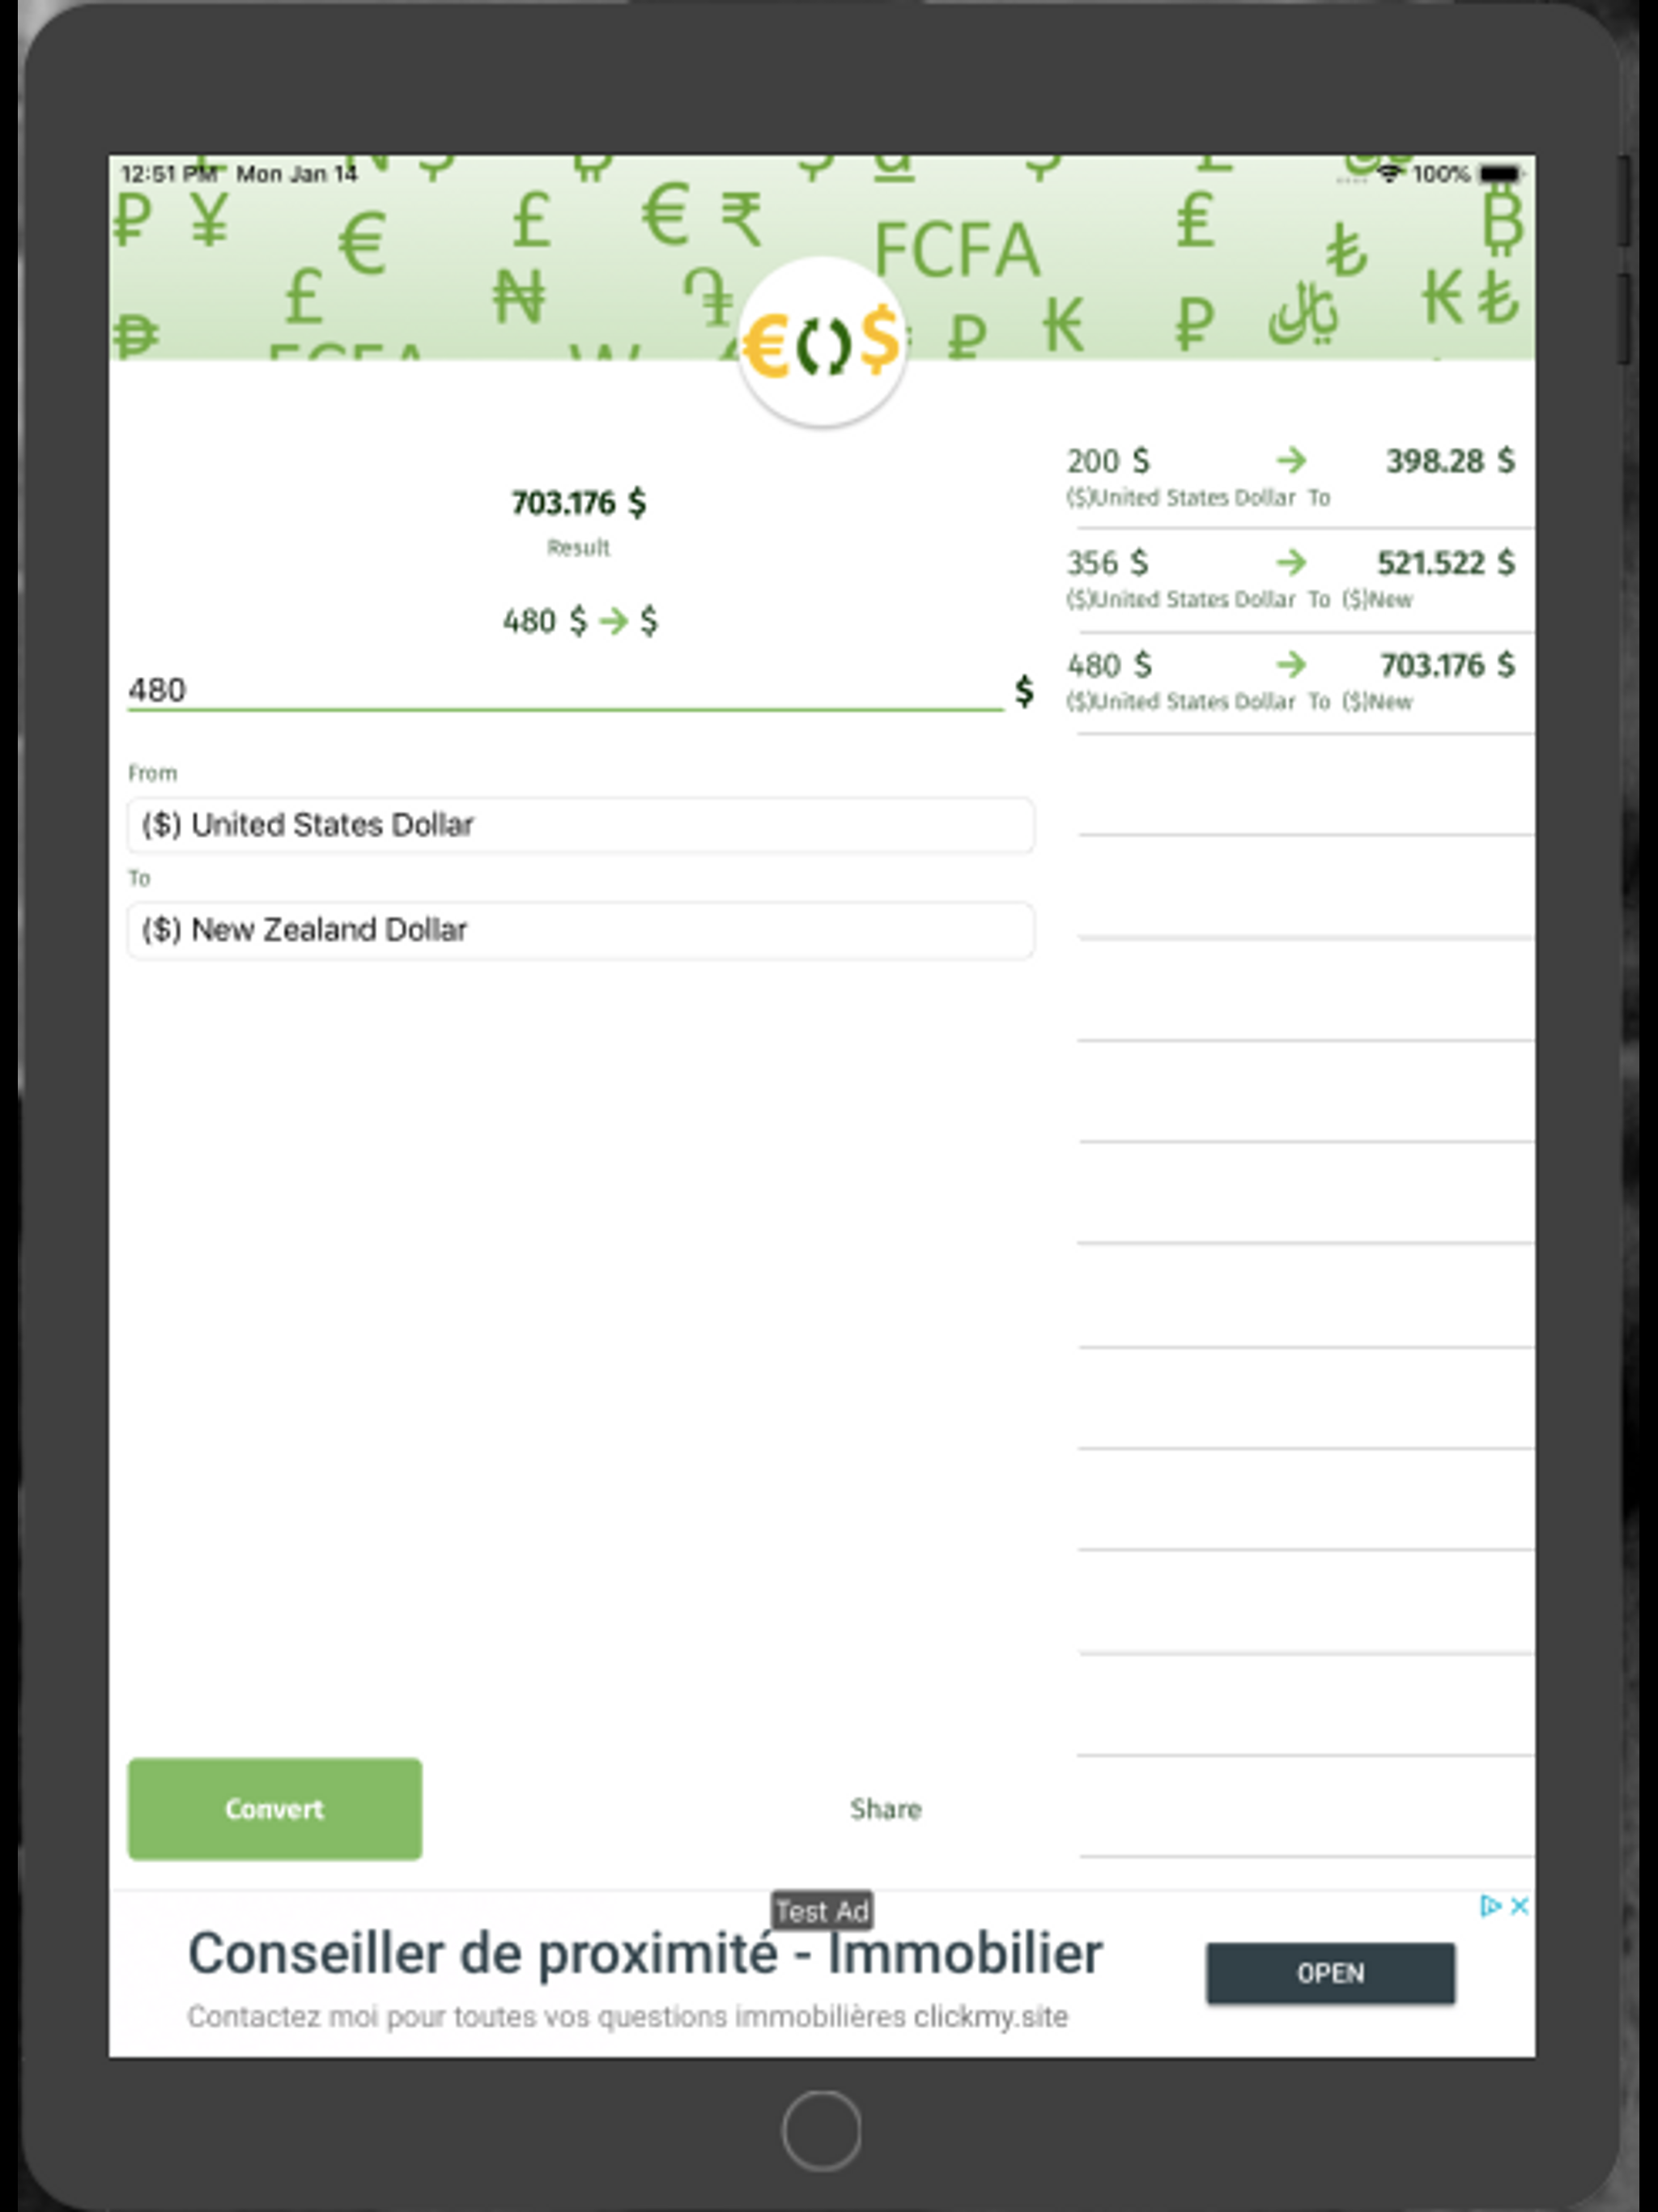 12:51 PM Mon Jan 14
100%
₽ ¥ € £ € ₹ FCFA £ ₺ ₿
£ ₦ ֏ ₽ ₭ ₽ ﷼ ₭ ₺
₱ FCFA W
€ $
703.176 $
Result
480 $ → $
480 $
From
($) United States Dollar
To
($) New Zealand Dollar
200 $ → 398.28 $
($)United States Dollar To
356 $ → 521.522 $
($)United States Dollar To ($)New
480 $ → 703.176 $
($)United States Dollar To ($)New
Convert
Share
Test Ad
Conseiller de proximité - Immobilier
Contactez moi pour toutes vos questions immobilières clickmy.site
OPEN